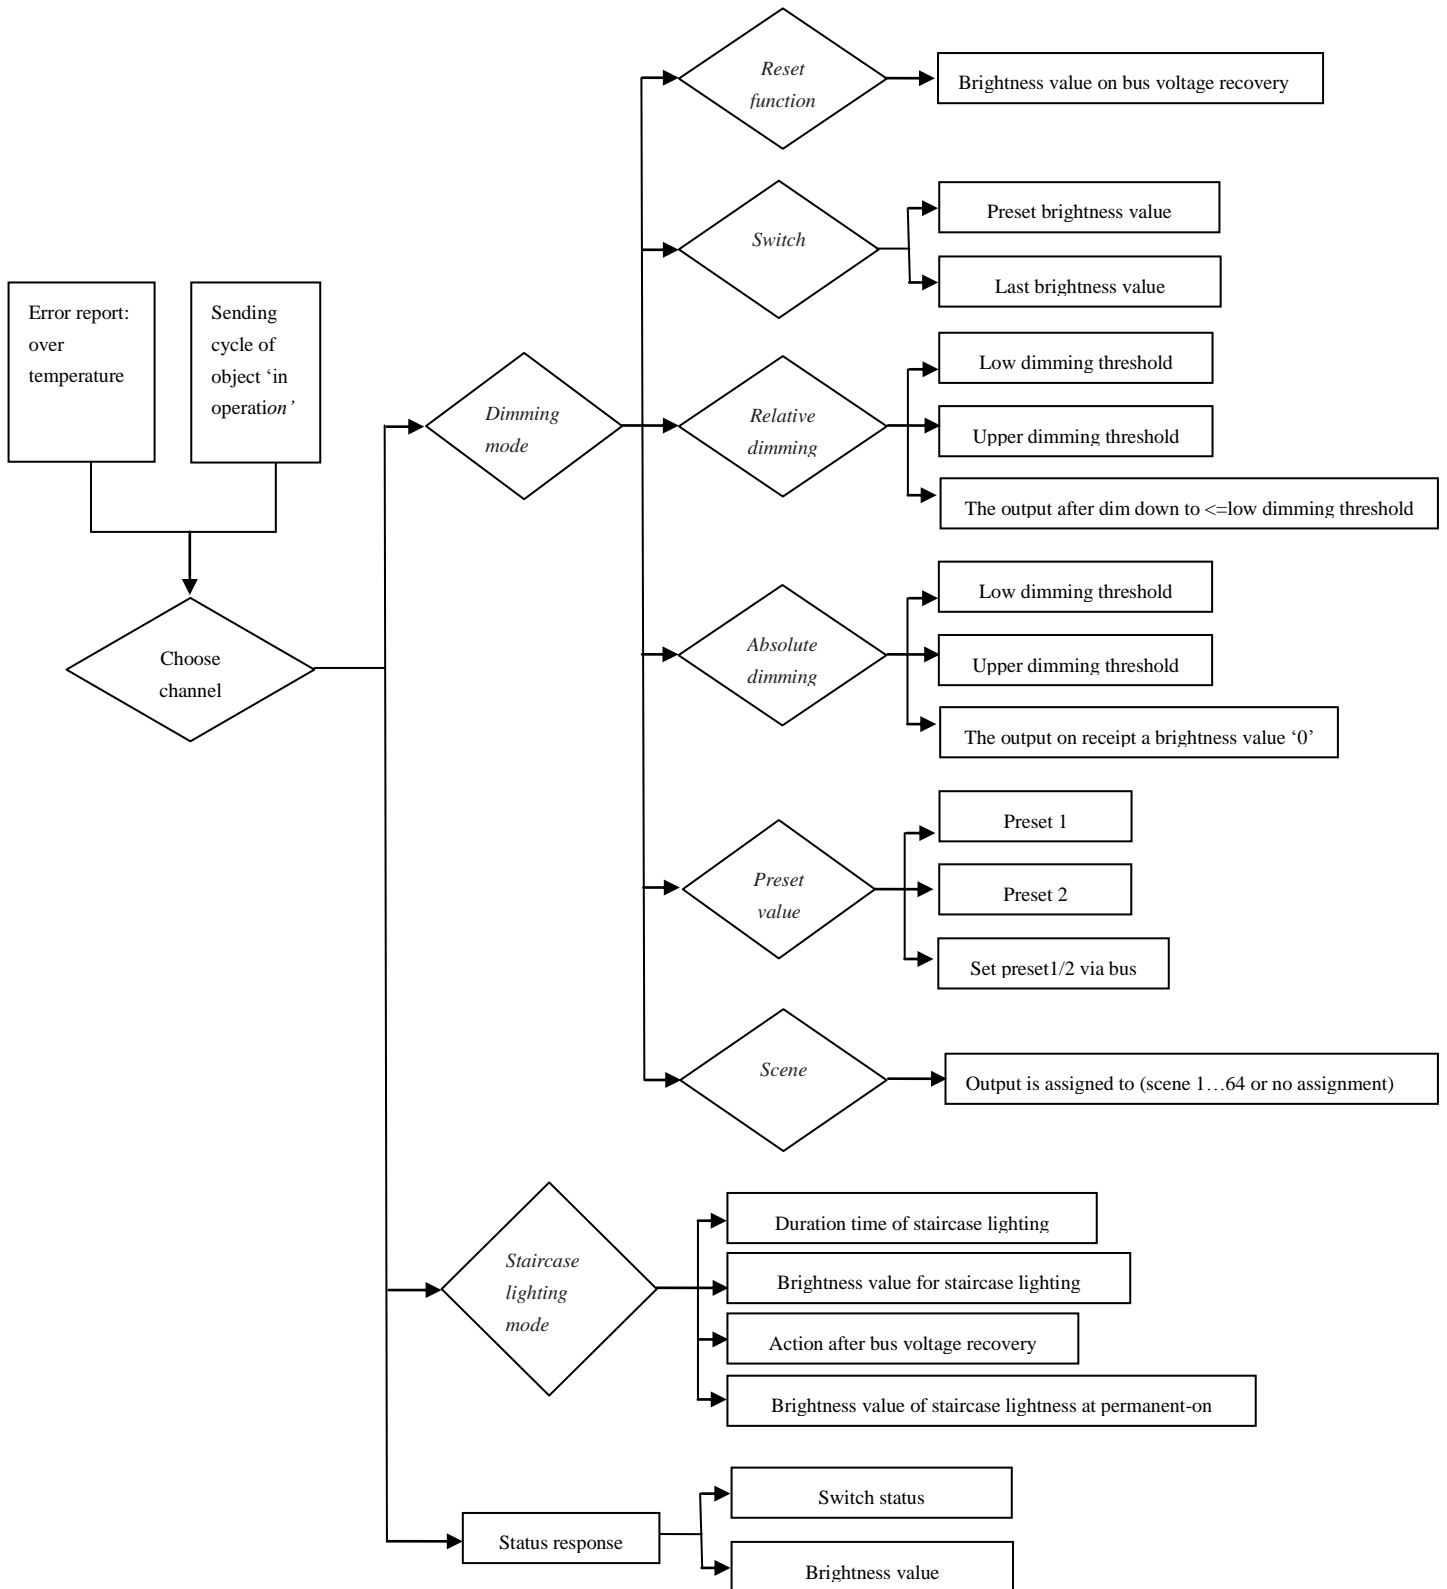 Reset
function
Brightness value on bus voltage recovery
Switch
Preset brightness value
Last brightness value
Error report:
over
temperature
Sending
cycle of
object ‘in
operation’
Dimming
mode
Relative
dimming
Low dimming threshold
Upper dimming threshold
The output after dim down to <=low dimming threshold
Choose
channel
Absolute
dimming
Low dimming threshold
Upper dimming threshold
The output on receipt a brightness value ‘0’
Preset
value
Preset 1
Preset 2
Set preset1/2 via bus
Scene
Output is assigned to (scene 1…64 or no assignment)
Staircase
lighting
mode
Duration time of staircase lighting
Brightness value for staircase lighting
Action after bus voltage recovery
Brightness value of staircase lightness at permanent-on
Status response
Switch status
Brightness value